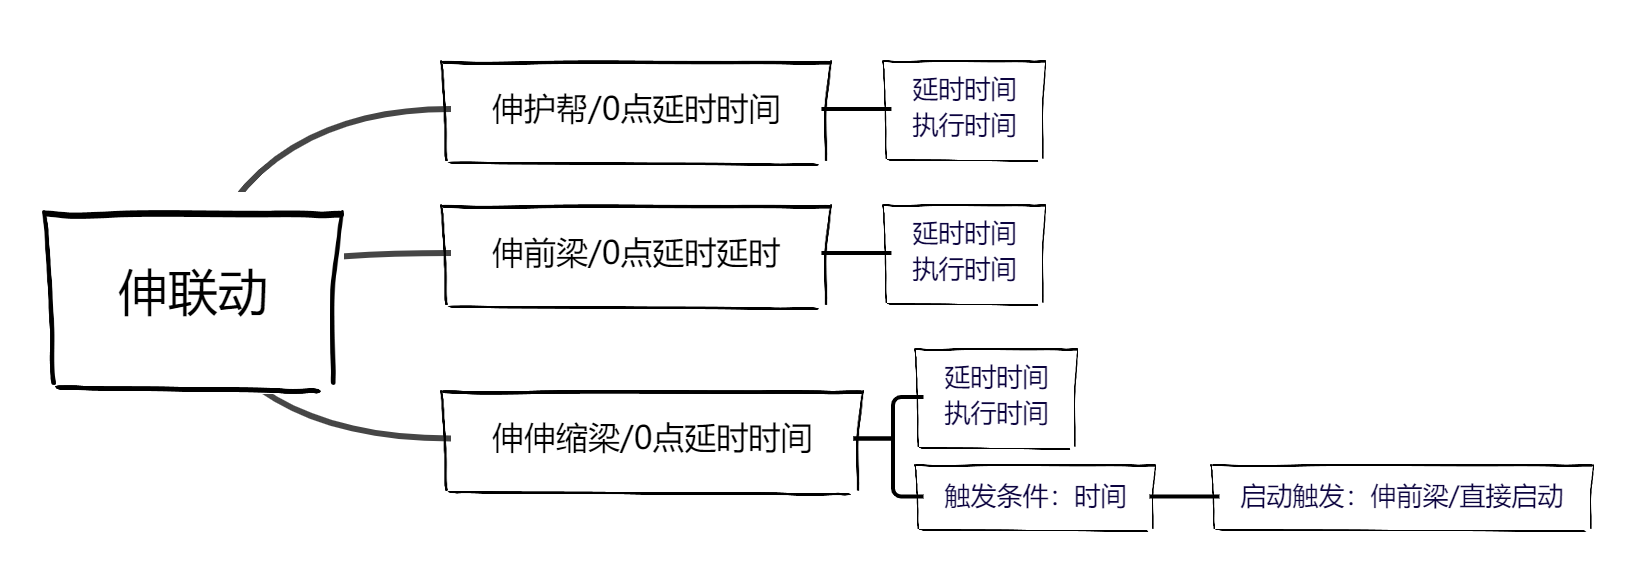 伸联动
伸护帮/0点延时时间
延时时间
执行时间
伸前梁/0点延时延时
延时时间
执行时间
伸伸缩梁/0点延时时间
延时时间
执行时间
触发条件：时间
启动触发：伸前梁/直接启动